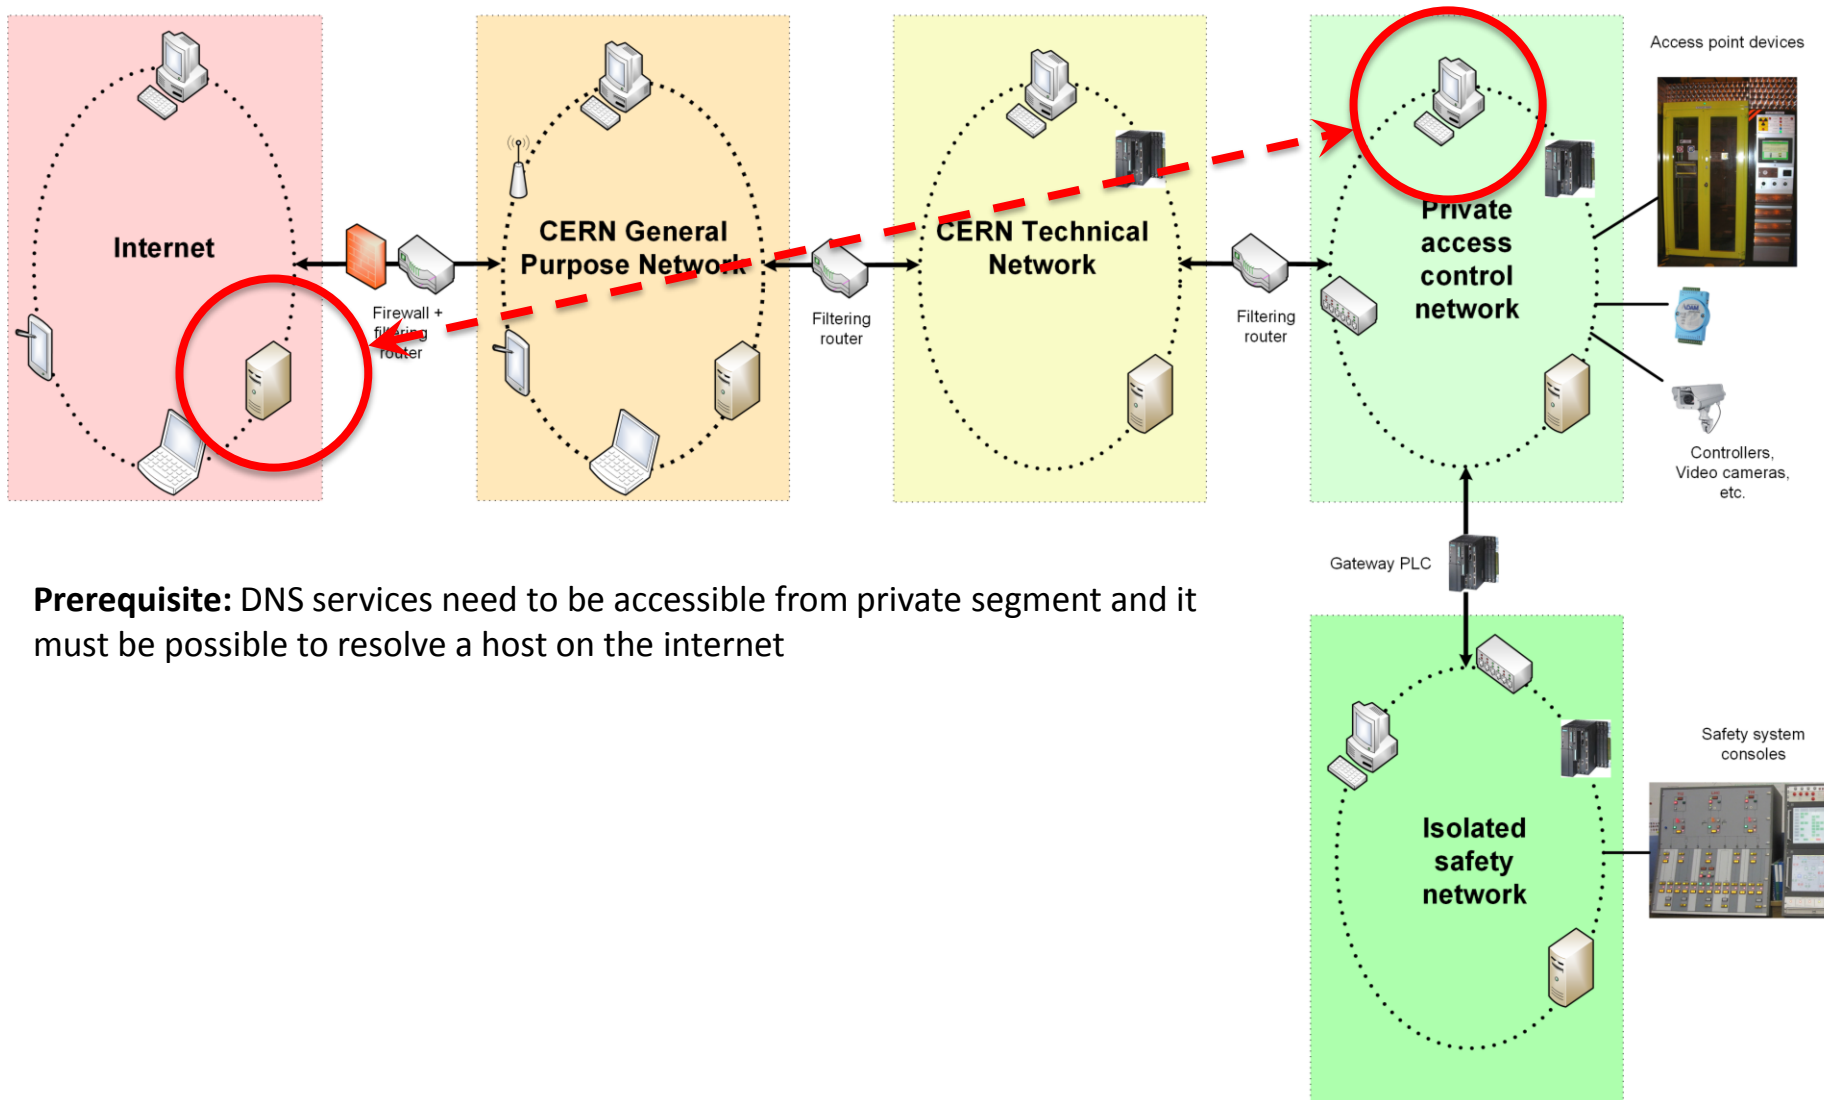 Internet
Firewall +
filtering
router
CERN General
Purpose Network
Filtering
router
CERN Technical
Network
Filtering
router
Private
access
control
network
Access point devices
ADAM
Controllers,
Video cameras,
etc.
Gateway PLC
Prerequisite: DNS services need to be accessible from private segment and it
must be possible to resolve a host on the internet
Isolated
safety
network
Safety system
consoles